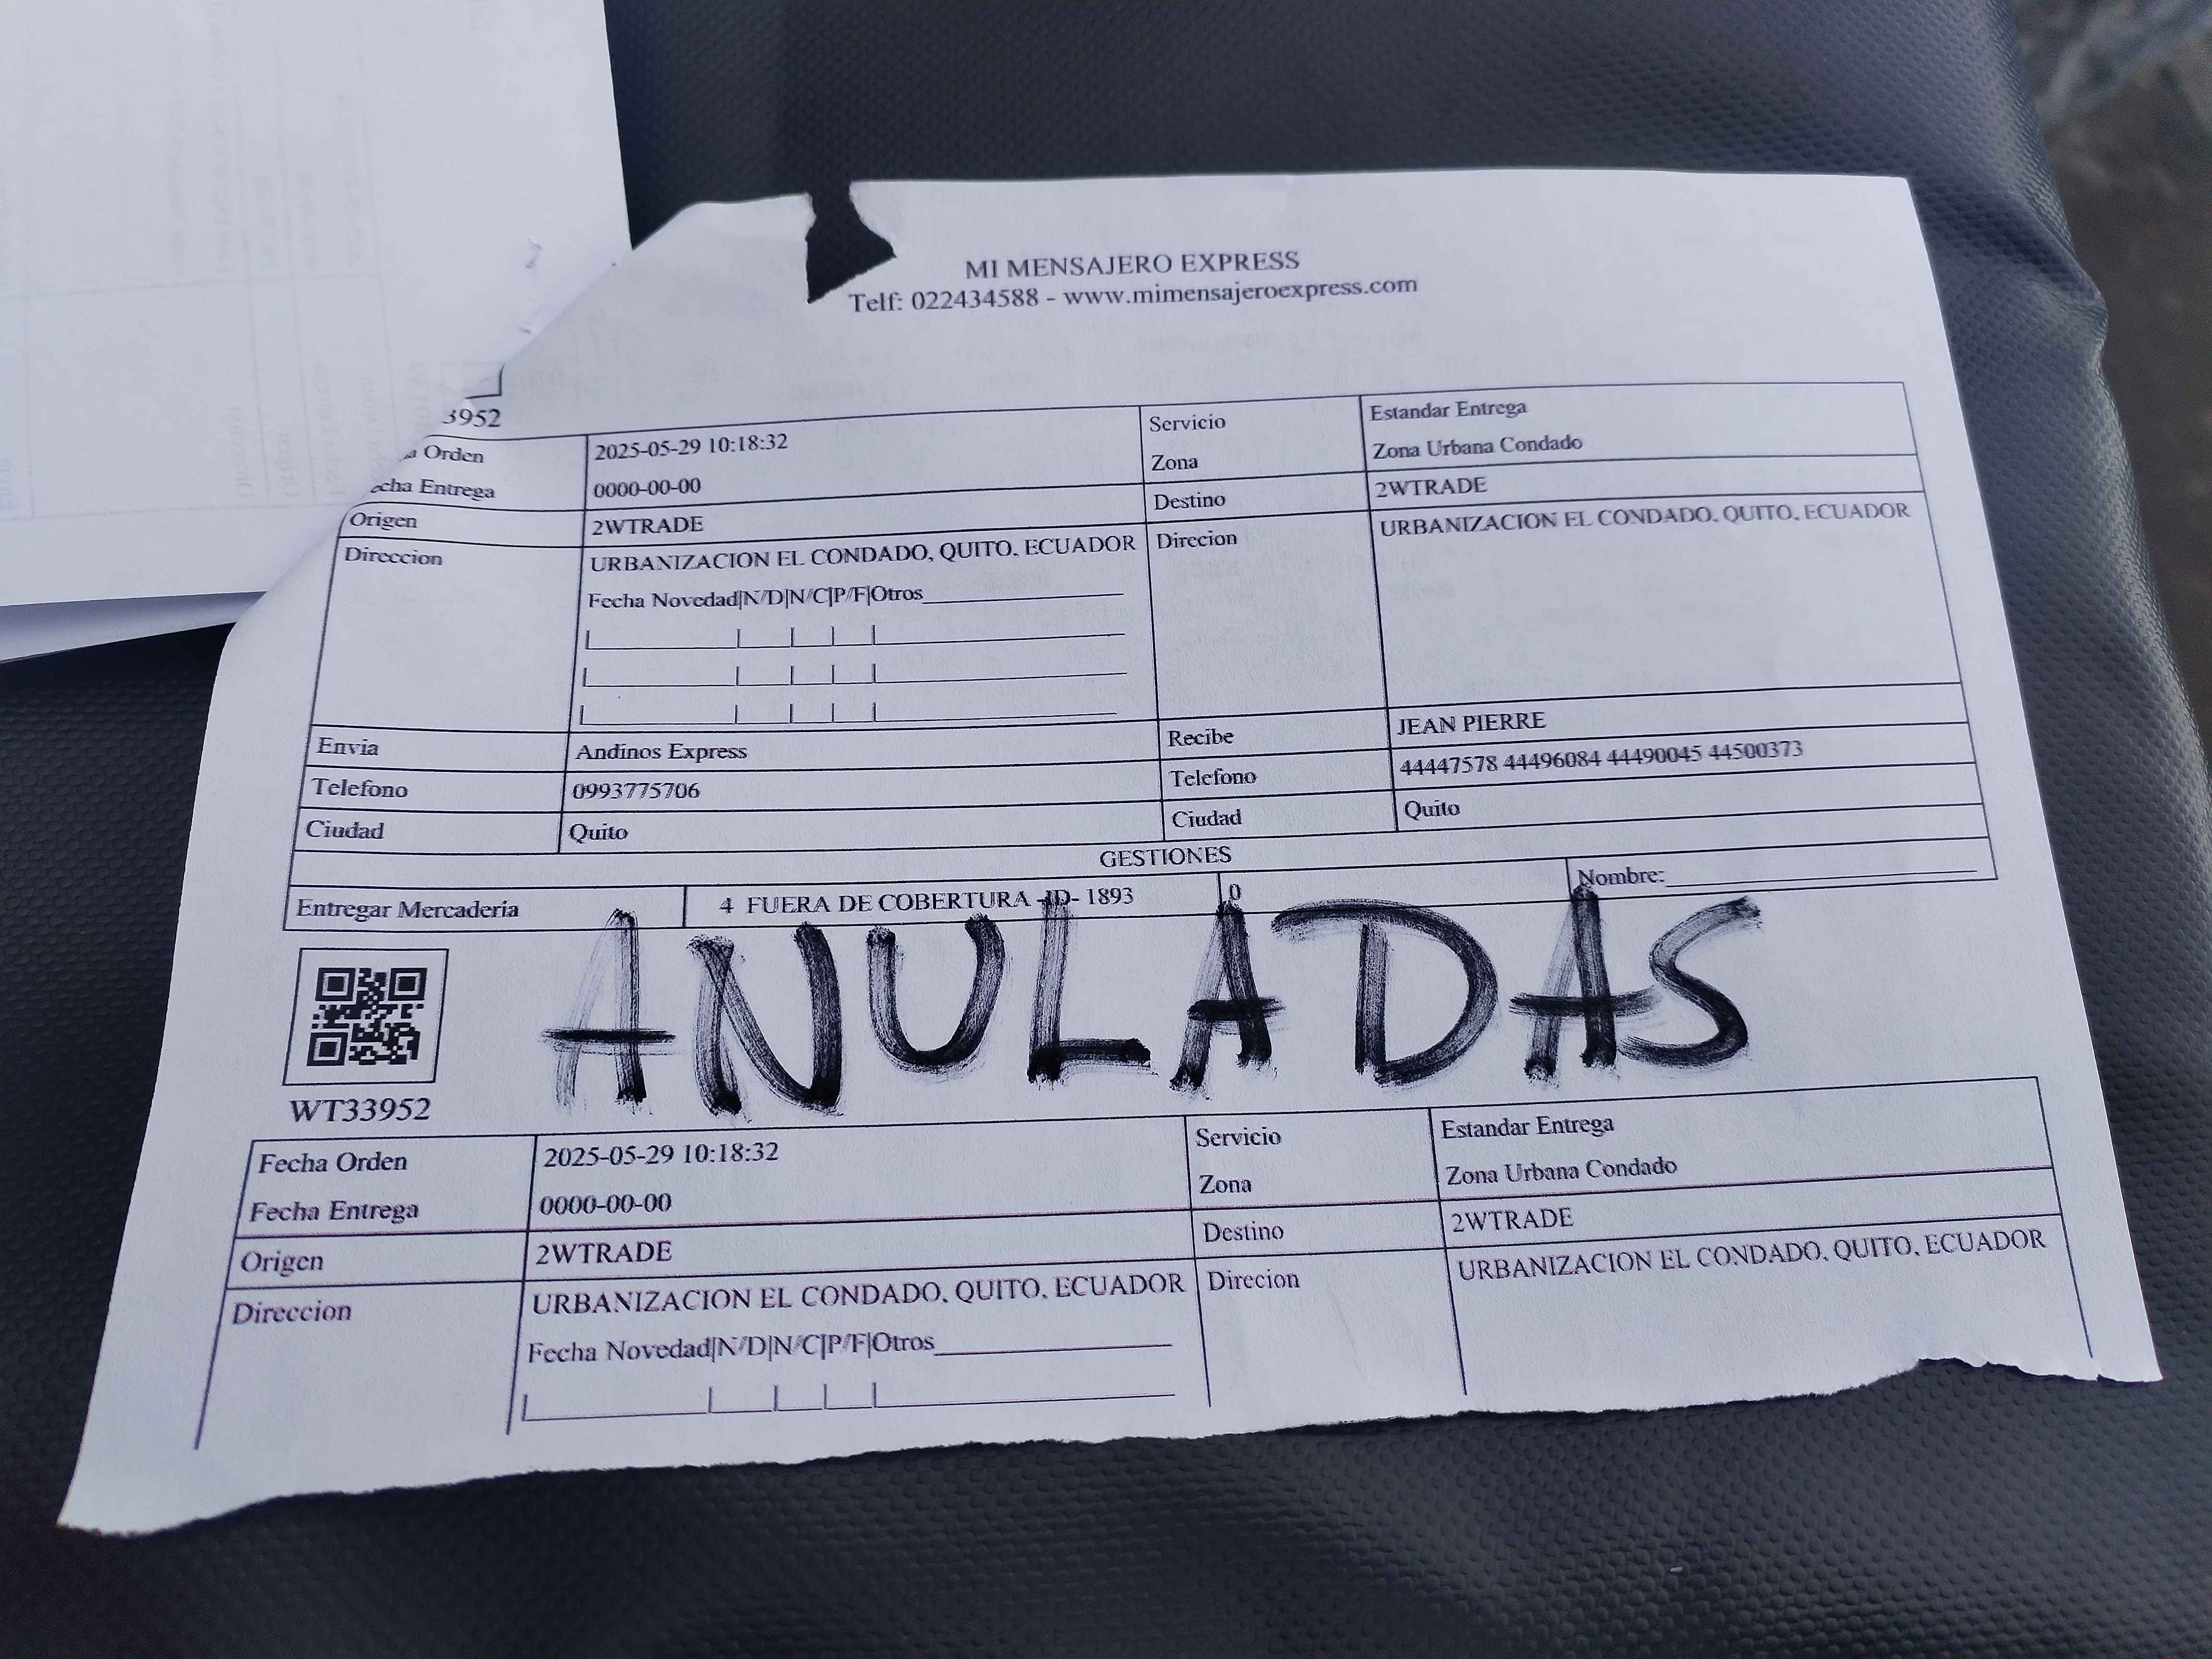 MI MENSAJERO EXPRESS
Telf: 022434588 - www.mimensajeroexpress.com
3952
a Orden 2025-05-29 10:18:32 Servicio Estandar Entrega
echa Entrega 0000-00-00 Zona Zona Urbana Condado
Origen 2WTRADE Destino 2WTRADE
Direccion URBANIZACION EL CONDADO, QUITO, ECUADOR Direcion URBANIZACION EL CONDADO, QUITO, ECUADOR
Fecha Novedad|N/D|N/C|P/F|Otros
Envia Andinos Express Recibe JEAN PIERRE
Telefono 0993775706 Telefono 44447578 44496084 44490045 44500373
Ciudad Quito Ciudad Quito
GESTIONES
Entregar Mercaderia 4 FUERA DE COBERTURA -ID- 1893 0 Nombre:
ANULADAS
WT33952
Fecha Orden 2025-05-29 10:18:32 Servicio Estandar Entrega
Fecha Entrega 0000-00-00 Zona Zona Urbana Condado
Origen 2WTRADE Destino 2WTRADE
Direccion URBANIZACION EL CONDADO, QUITO, ECUADOR Direcion URBANIZACION EL CONDADO, QUITO, ECUADOR
Fecha Novedad|N/D|N/C|P/F|Otros